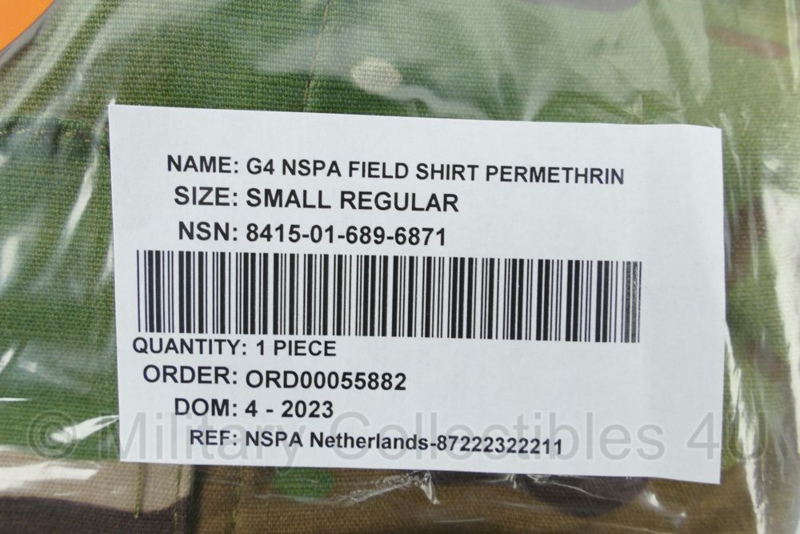 NAME: G4 NSPA FIELD SHIRT PERMETHRIN
SIZE: SMALL REGULAR
NSN: 8415-01-689-6871
QUANTITY: 1 PIECE
ORDER: ORD00055882
DOM: 4 - 2023
© Military Collectibles 4U
REF: NSPA Netherlands-87222322211